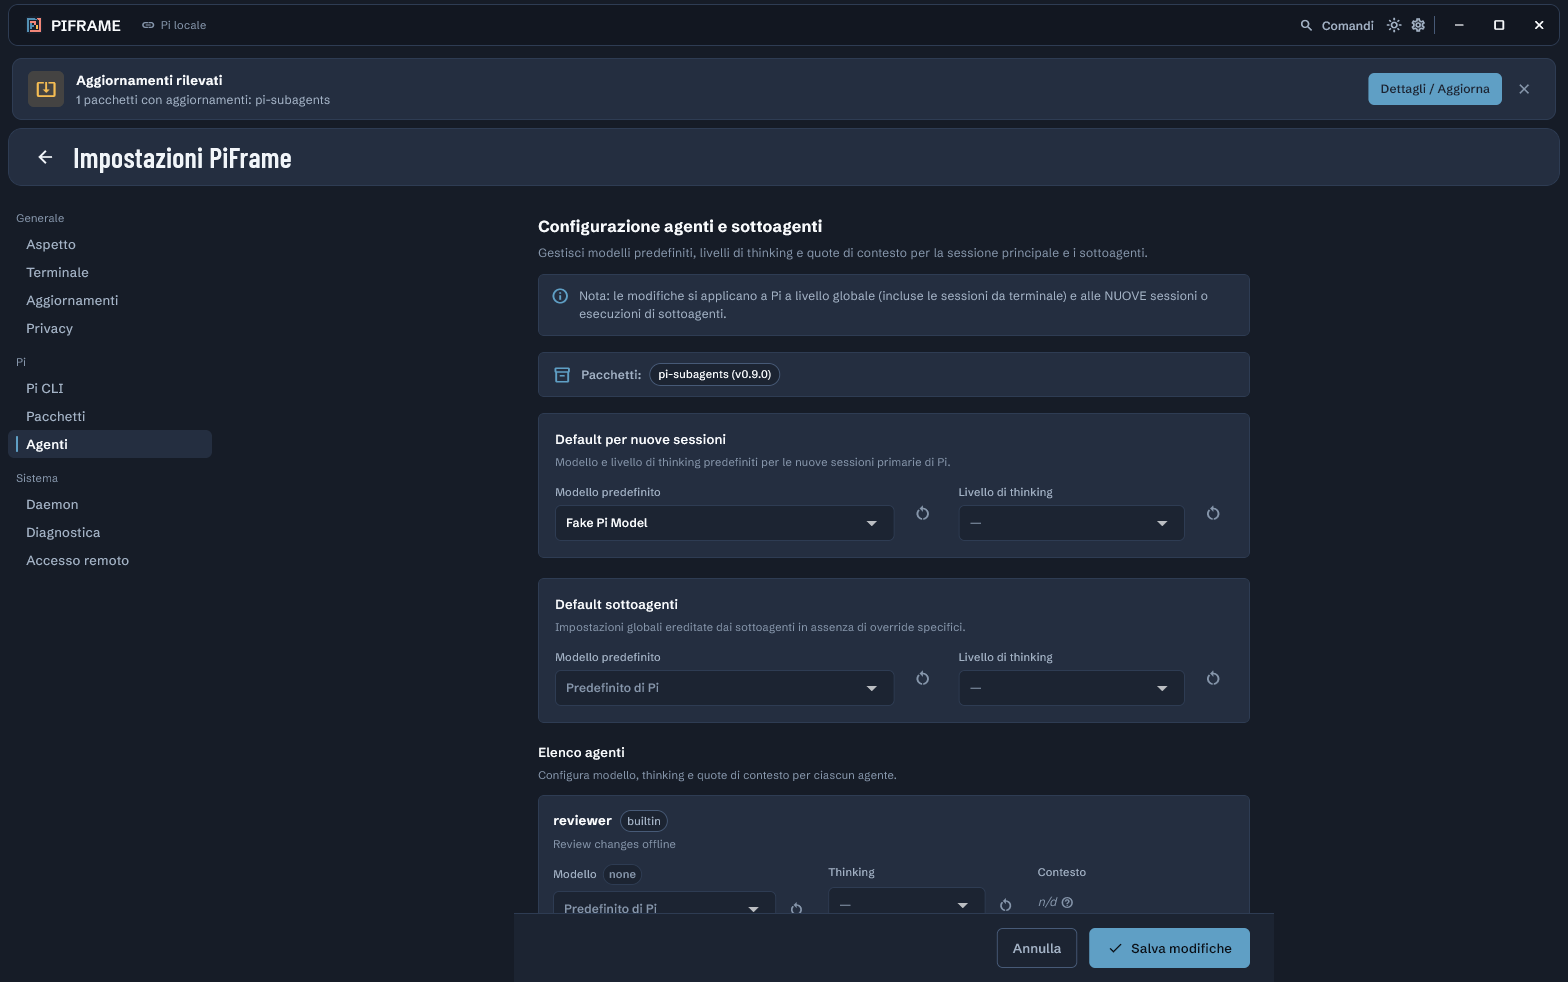 PIFRAME
Pi locale
Comandi
Aggiornamenti rilevati
1 pacchetti con aggiornamenti: pi-subagents
Dettagli / Aggiorna
Impostazioni PiFrame
Generale
Aspetto
Terminale
Aggiornamenti
Privacy
Pi
Pi CLI
Pacchetti
Agenti
Sistema
Daemon
Diagnostica
Accesso remoto
Configurazione agenti e sottoagenti
Gestisci modelli predefiniti, livelli di thinking e quote di contesto per la sessione principale e i sottoagenti.
Nota: le modifiche si applicano a Pi a livello globale (incluse le sessioni da terminale) e alle NUOVE sessioni o
esecuzioni di sottoagenti.
Pacchetti: pi-subagents (v0.9.0)
Default per nuove sessioni
Modello e livello di thinking predefiniti per le nuove sessioni primarie di Pi.
Modello predefinito Livello di thinking
Fake Pi Model —
Default sottoagenti
Impostazioni globali ereditate dai sottoagenti in assenza di override specifici.
Modello predefinito Livello di thinking
Predefinito di Pi —
Elenco agenti
Configura modello, thinking e quote di contesto per ciascun agente.
reviewer builtin
Review changes offline
Modello none Thinking Contesto
Predefinito di Pi — n/d
Annulla Salva modifiche